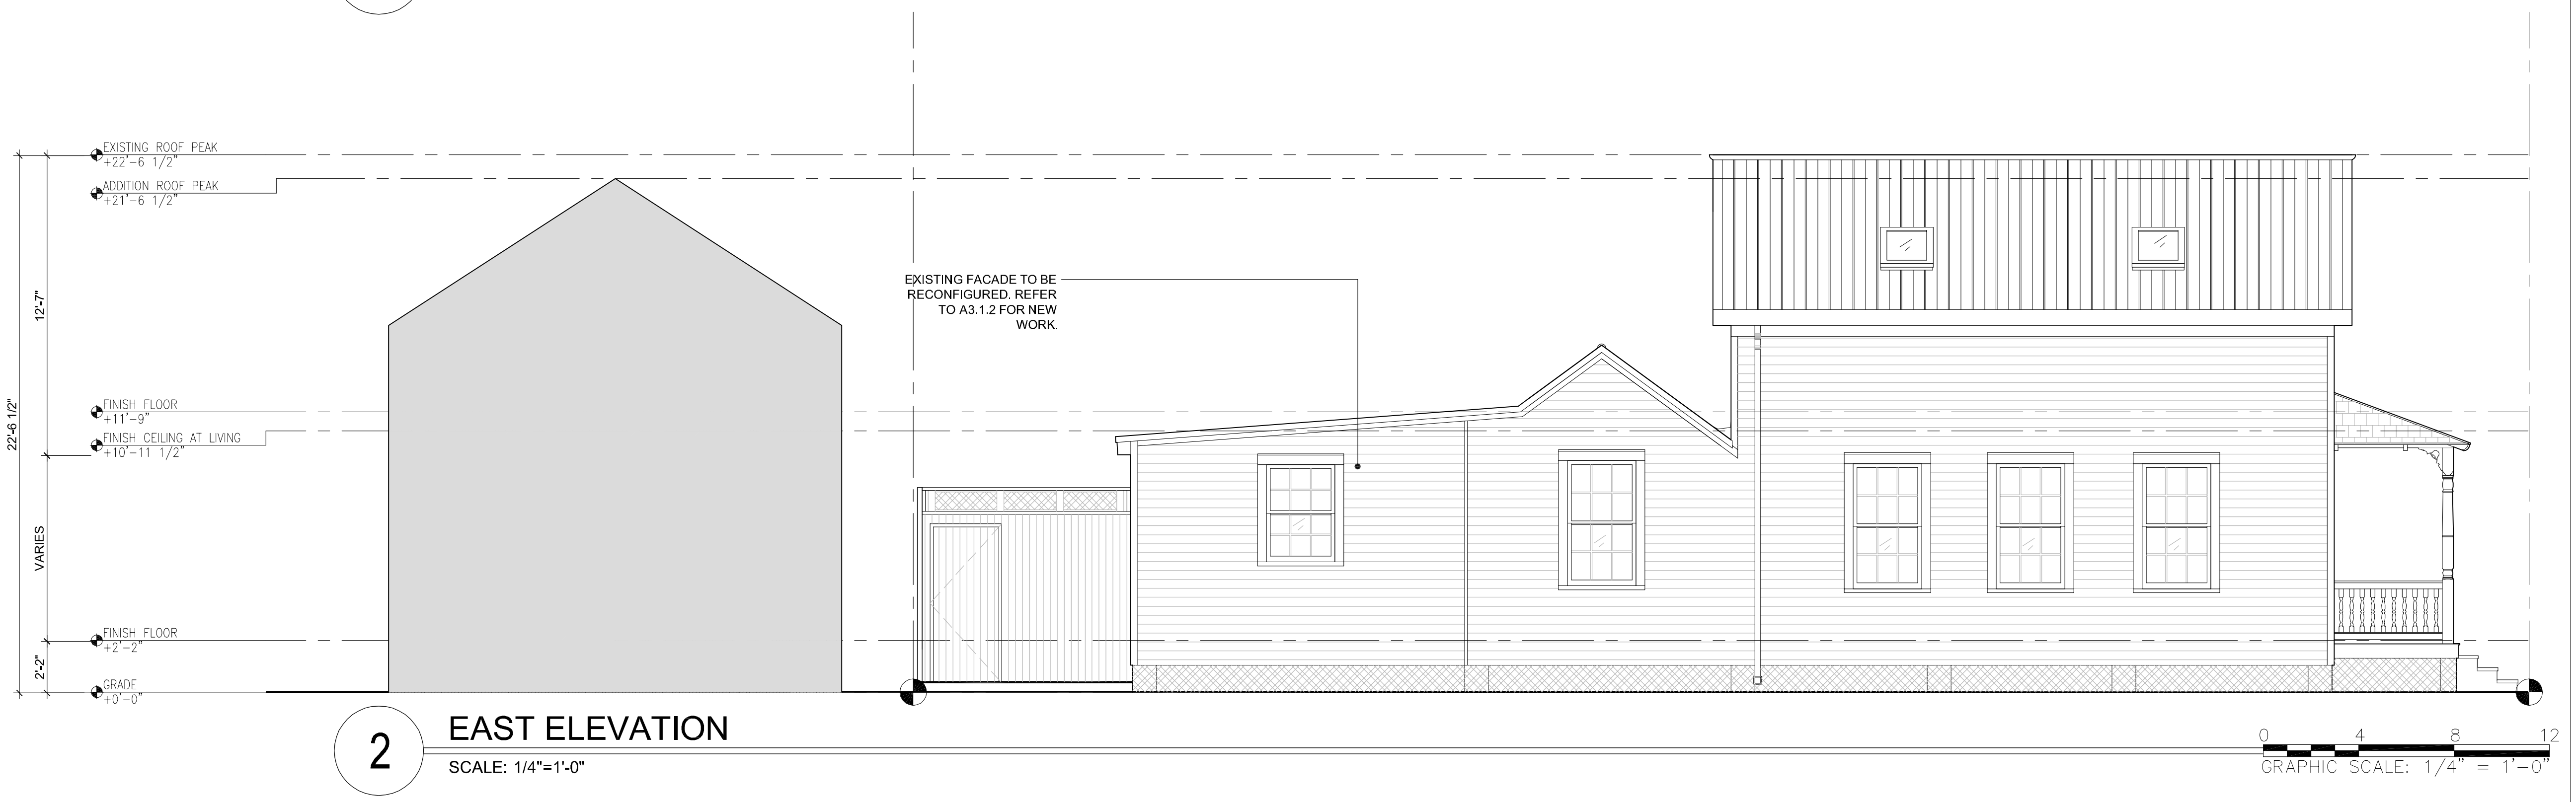 EXISTING ROOF PEAK
+22'-6 1/2"
ADDITION ROOF PEAK
+21'-6 1/2"
12'-7"
EXISTING FACADE TO BE
RECONFIGURED. REFER
TO A3.1.2 FOR NEW
WORK.
22'-6 1/2"
FINISH FLOOR
+11'-9"
FINISH CEILING AT LIVING
+10'-11 1/2"
VARIES
FINISH FLOOR
+2'-2"
2'-2"
GRADE
+0'-0"
2
EAST ELEVATION
SCALE: 1/4"=1'-0"
0 4 8 12
GRAPHIC SCALE: 1/4" = 1'-0"